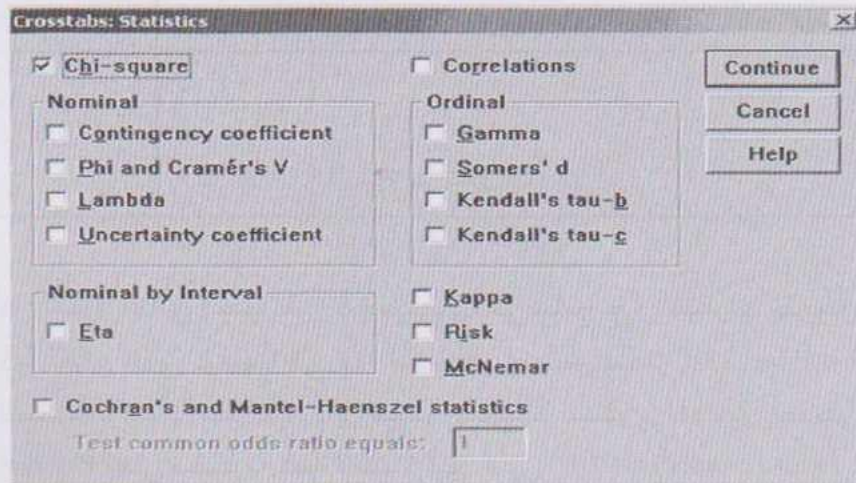 Crosstabs: Statistics
Chi-square
Correlations
Continue
Nominal
Ordinal
Cancel
Contingency coefficient
Gamma
Help
Phi and Cramér's V
Somers' d
Lambda
Kendall's tau-b
Uncertainty coefficient
Kendall's tau-c
Nominal by Interval
Kappa
Eta
Risk
McNemar
Cochran's and Mantel-Haenszel statistics
Test common odds ratio equals: 1